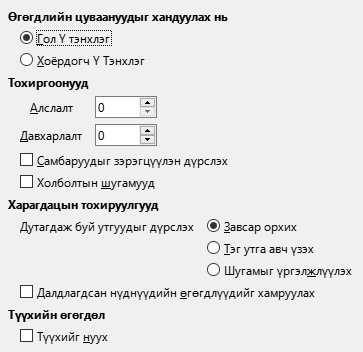 Өгөгдлийн цувааануудыг хандуулах нь
Гол Y тэнхлэг
Хоёрдогч Y Тэнхлэг
Тохиргоонууд
Алслалт 0
Давхарлалт 0
Самбаруудыг зэрэгцүүлэн дүрслэх
Холболтын шугамууд
Харагдацын тохируулгууд
Дутагдаж буй утгуудыг дүрслэх Завсар орхих
Тэг утга авч үзэх
Шугамыг үргэлжлүүлэх
Далдлагдсан нүднүүдийн өгөгдлүүдийг хамруулах
Түүхийн өгөгдөл
Түүхийг нуух